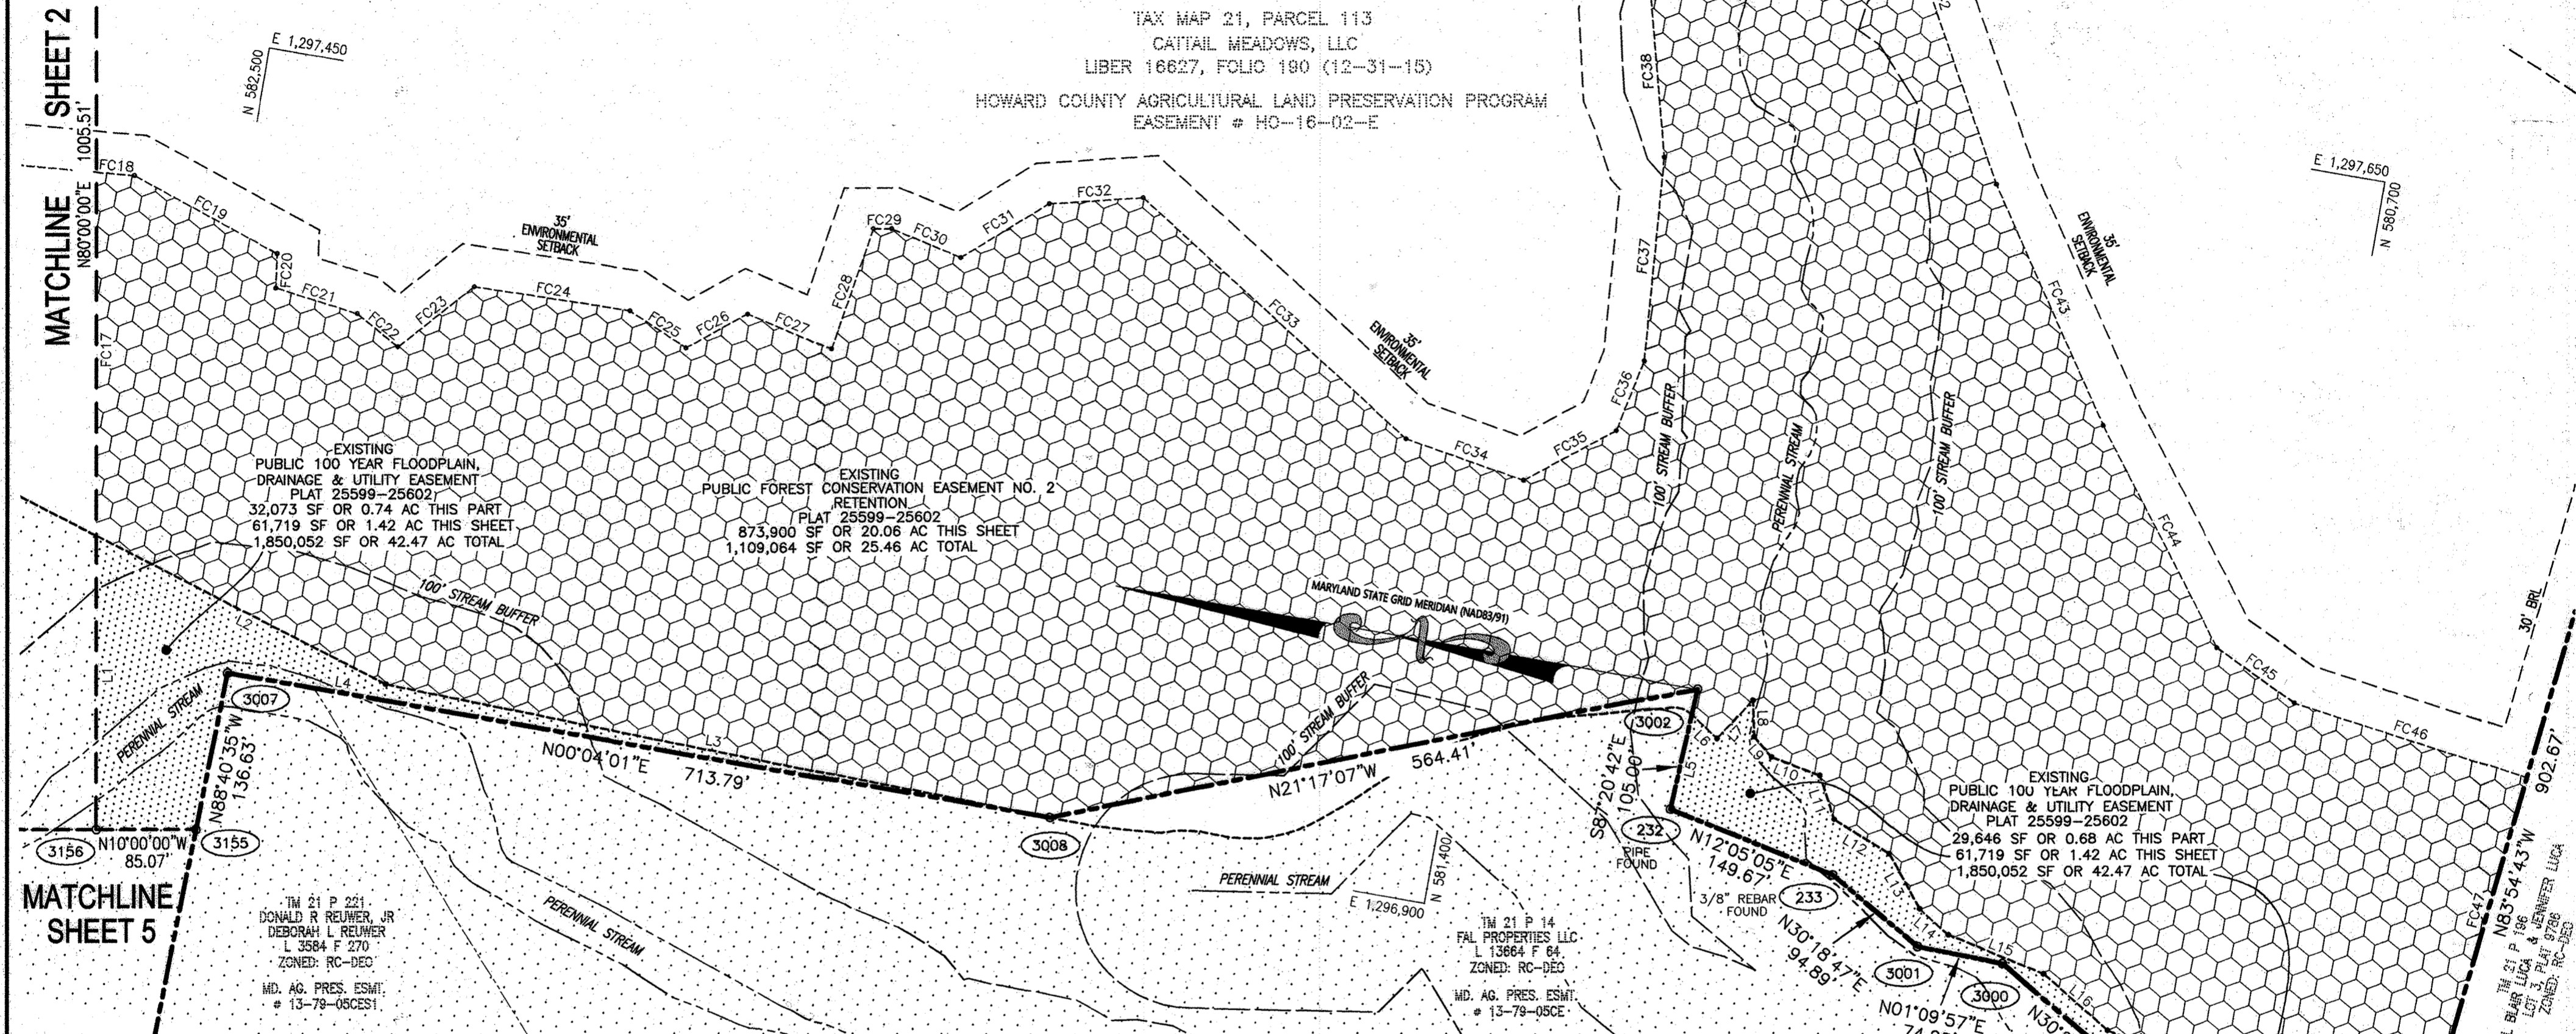 TAX MAP 21, PARCEL 113
CATTAIL MEADOWS, LLC
LIBER 16627, FOLIO 190 (12-31-15)
HOWARD COUNTY AGRICULTURAL LAND PRESERVATION PROGRAM
EASEMENT # HO-16-02-E
MATCHLINE SHEET 2
N80°00'00"E 1005.51'
E 1,297,450
N 582,500
E 1,297,650
N 580,700
FC17
FC18
FC19
FC20
FC21
FC22
FC23
FC24
FC25
FC26
FC27
FC28
FC29
FC30
FC31
FC32
FC33
FC34
FC35
FC36
FC37
FC38
FC43
FC44
FC45
FC46
FC47
35'
ENVIRONMENTAL
SETBACK
35'
ENVIRONMENTAL
SETBACK
35'
ENVIRONMENTAL
SETBACK
100' STREAM BUFFER
PERENNIAL STREAM
100' STREAM BUFFER
30' BRL
EXISTING
PUBLIC 100 YEAR FLOODPLAIN,
DRAINAGE & UTILITY EASEMENT
PLAT 25599-25602
32,073 SF OR 0.74 AC THIS PART
61,719 SF OR 1.42 AC THIS SHEET
1,850,052 SF OR 42.47 AC TOTAL
EXISTING
PUBLIC FOREST CONSERVATION EASEMENT NO. 2
RETENTION
PLAT 25599-25602
873,900 SF OR 20.06 AC THIS SHEET
1,109,064 SF OR 25.46 AC TOTAL
100' STREAM BUFFER
MARYLAND STATE GRID MERIDIAN (NAD83/91)
L1
L2
L3
L4
L5
L6
L7
L8
L9
L10
L11
L12
L13
L14
L15
L16
PERENNIAL STREAM
3007
N88°40'35"W
136.63'
N00°04'01"E 713.79'
100' STREAM BUFFER
N21°17'07"W 564.41'
3002
S87°20'42"E
105.00'
232
PIPE
FOUND
N12°05'05"E
149.67'
3/8" REBAR
FOUND
233
N30°18'47"E
94.89'
3001
N01°09'57"E
3000
EXISTING
PUBLIC 100 YEAR FLOODPLAIN,
DRAINAGE & UTILITY EASEMENT
PLAT 25599-25602
29,646 SF OR 0.68 AC THIS PART
61,719 SF OR 1.42 AC THIS SHEET
1,850,052 SF OR 42.47 AC TOTAL
902.67'
N83°54'43"W
TM 21 P 196
BLAIR LUCA & JENNIFER LUCA
LOT 3, PLAT 9786
ZONED: RC-DEO
3156
N10°00'00"W
85.07'
3155
3008
MATCHLINE
SHEET 5
TM 21 P 221
DONALD R REUWER, JR
DEBORAH L REUWER
L 3584 F 270
ZONED: RC-DEO
MD. AG. PRES. ESMT.
# 13-79-05CES1
PERENNIAL STREAM
PERENNIAL STREAM
E 1,296,900
N 581,400
TM 21 P 14
FAL PROPERTIES LLC
L 13664 F 64
ZONED: RC-DEO
MD. AG. PRES. ESMT.
# 13-79-05CE